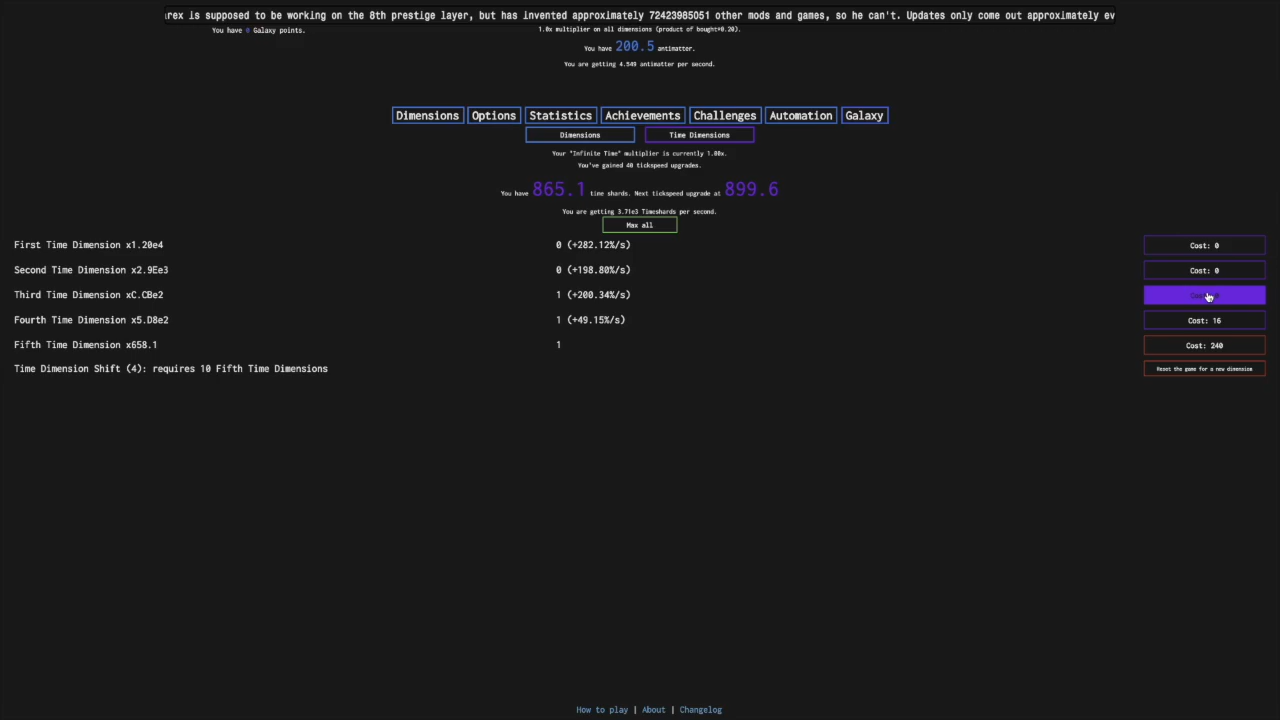 arex is supposed to be working on the 8th prestige layer, but has invented approximately 72423985051 other mods and games, so he can't. Updates only come out approximately ev
You have 0 Galaxy points.
1.0x multiplier on all dimensions (product of bought*0.20).
You have 200.5 antimatter.
You are getting 4.549 antimatter per second.
Dimensions Options Statistics Achievements Challenges Automation Galaxy
Dimensions Time Dimensions
Your "Infinite Time" multiplier is currently 1.00x.
You've gained 40 tickspeed upgrades.
You have 865.1 time shards. Next tickspeed upgrade at 899.6
You are getting 3.71e3 Timeshards per second.
Max all
First Time Dimension x1.20e4 0 (+282.12%/s) Cost: 0
Second Time Dimension x2.9Ee3 0 (+198.80%/s) Cost: 0
Third Time Dimension xC.CBe2 1 (+200.34%/s)
Fourth Time Dimension x5.D8e2 1 (+49.15%/s) Cost: 16
Fifth Time Dimension x658.1 1 Cost: 240
Time Dimension Shift (4): requires 10 Fifth Time Dimensions Reset the game for a new dimension
How to play | About | Changelog